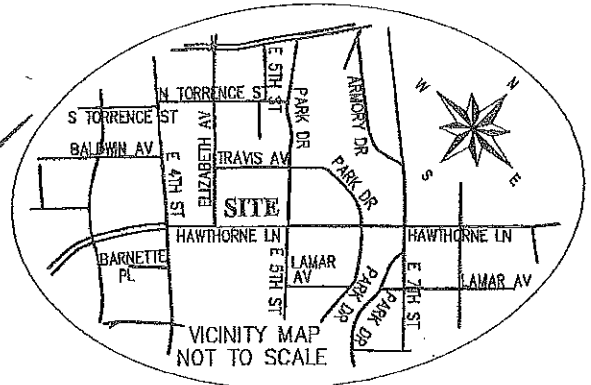 E 5TH ST
N TORRENCE ST
S TORRENCE ST
BALDWIN AV
E 4TH ST
ELIZABETH AV
TRAVIS AV
PARK DR
ARMORY DR
PARK DR
W
N
S
E
SITE
HAWTHORNE LN
HAWTHORNE LN
BARNETTE
PL
E 5TH ST
LAMAR
AV
PARK DR
PARK DR
E 7TH ST
LAMAR AV
VICINITY MAP
NOT TO SCALE